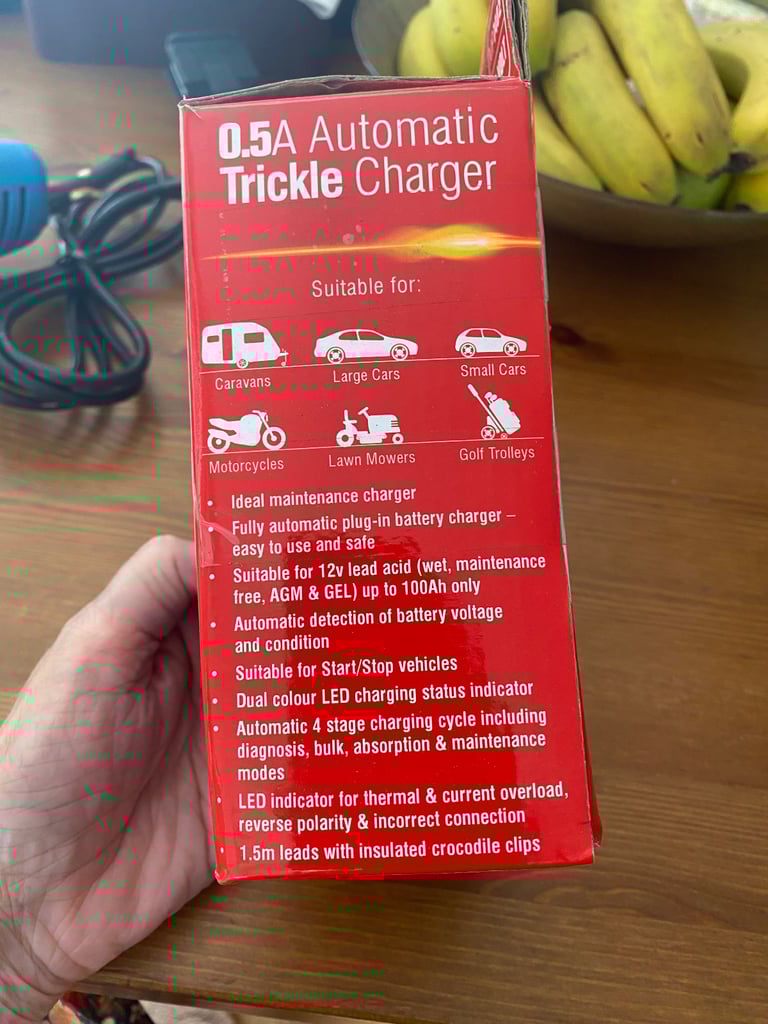 0.5A Automatic
Trickle Charger
Suitable for:
Caravans
Large Cars
Small Cars
Motorcycles
Lawn Mowers
Golf Trolleys
• Ideal maintenance charger
• Fully automatic plug-in battery charger –
easy to use and safe
• Suitable for 12v lead acid (wet, maintenance
free, AGM & GEL) up to 100Ah only
• Automatic detection of battery voltage
and condition
• Suitable for Start/Stop vehicles
• Dual colour LED charging status indicator
• Automatic 4 stage charging cycle including
diagnosis, bulk, absorption & maintenance
modes
• LED indicator for thermal & current overload,
reverse polarity & incorrect connection
• 1.5m leads with insulated crocodile clips